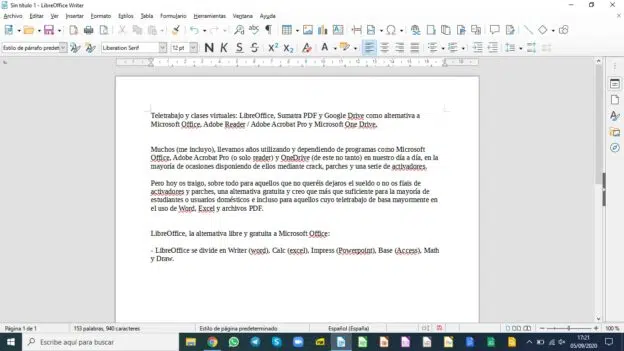 Sin título 1 - LibreOffice Writer
Archivo Editar Ver Insertar Formato Estilos Tabla Formulario Herramientas Ventana Ayuda
Estilo de párrafo predet Liberation Serif 12 pt N K S S X² X₂ A
Teletrabajo y clases virtuales: LibreOffice, Sumatra PDF y Google Drive como alternativa a
Microsoft Office, Adobe Reader / Adobe Acrobat Pro y Microsoft One Drive,
Muchos (me incluyo), llevamos años utilizando y dependiendo de programas como Microsoft
Office, Adobe Acrobat Pro (o solo reader) y OneDrive (de este no tanto) en nuestro día a día, en la
mayoría de ocasiones disponiendo de ellos mediante crack, parches y una serie de activadores.
Pero hoy os traigo, sobre todo para aquellos que no queréis dejaros el sueldo o no os fiais de
activadores y parches, una alternativa gratuita y creo que más que suficiente para la mayoría de
estudiantes o usuarios domésticos e incluso para aquellos cuyo teletrabajo de basa mayormente en
el uso de Word, Excel y archivos PDF.
LibreOffice, la alternativa libre y gratuita a Microsoft Office:
- LibreOffice se divide en Writer (word), Calc (excel), Impress (Powerpoint), Base (Access), Math
y Draw.
Página 1 de 1 153 palabras, 940 caracteres Estilo de página predeterminado Español (España) 100 %
Escribe aquí para buscar 17:21
05/09/2020